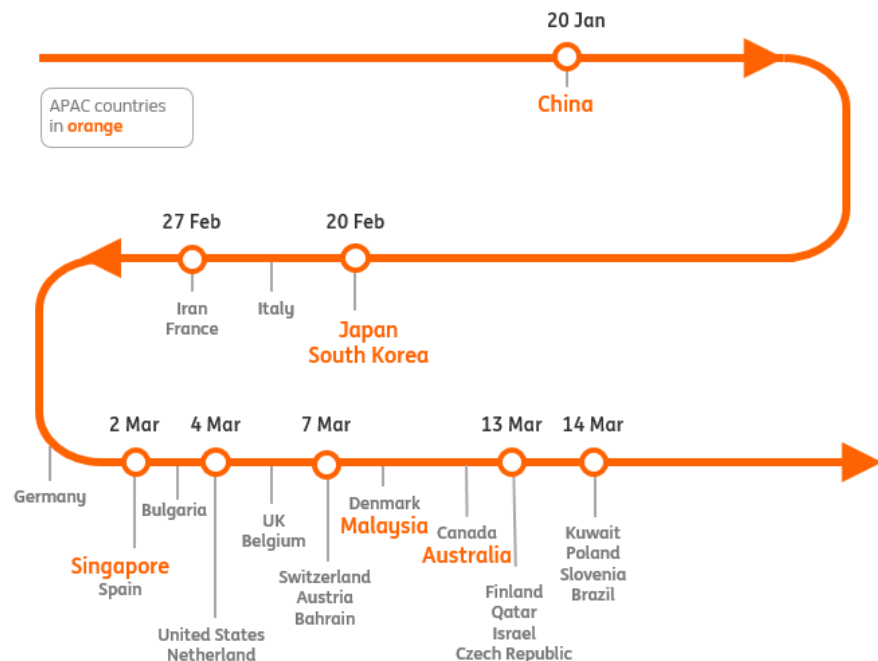 20 Jan
China
APAC countries
in orange
27 Feb
20 Feb
Iran
France
Italy
Japan
South Korea
2 Mar
4 Mar
7 Mar
13 Mar
14 Mar
Germany
Singapore
Spain
Bulgaria
United States
Netherland
UK
Belgium
Switzerland
Austria
Bahrain
Denmark
Malaysia
Canada
Australia
Finland
Qatar
Israel
Czech Republic
Kuwait
Poland
Slovenia
Brazil